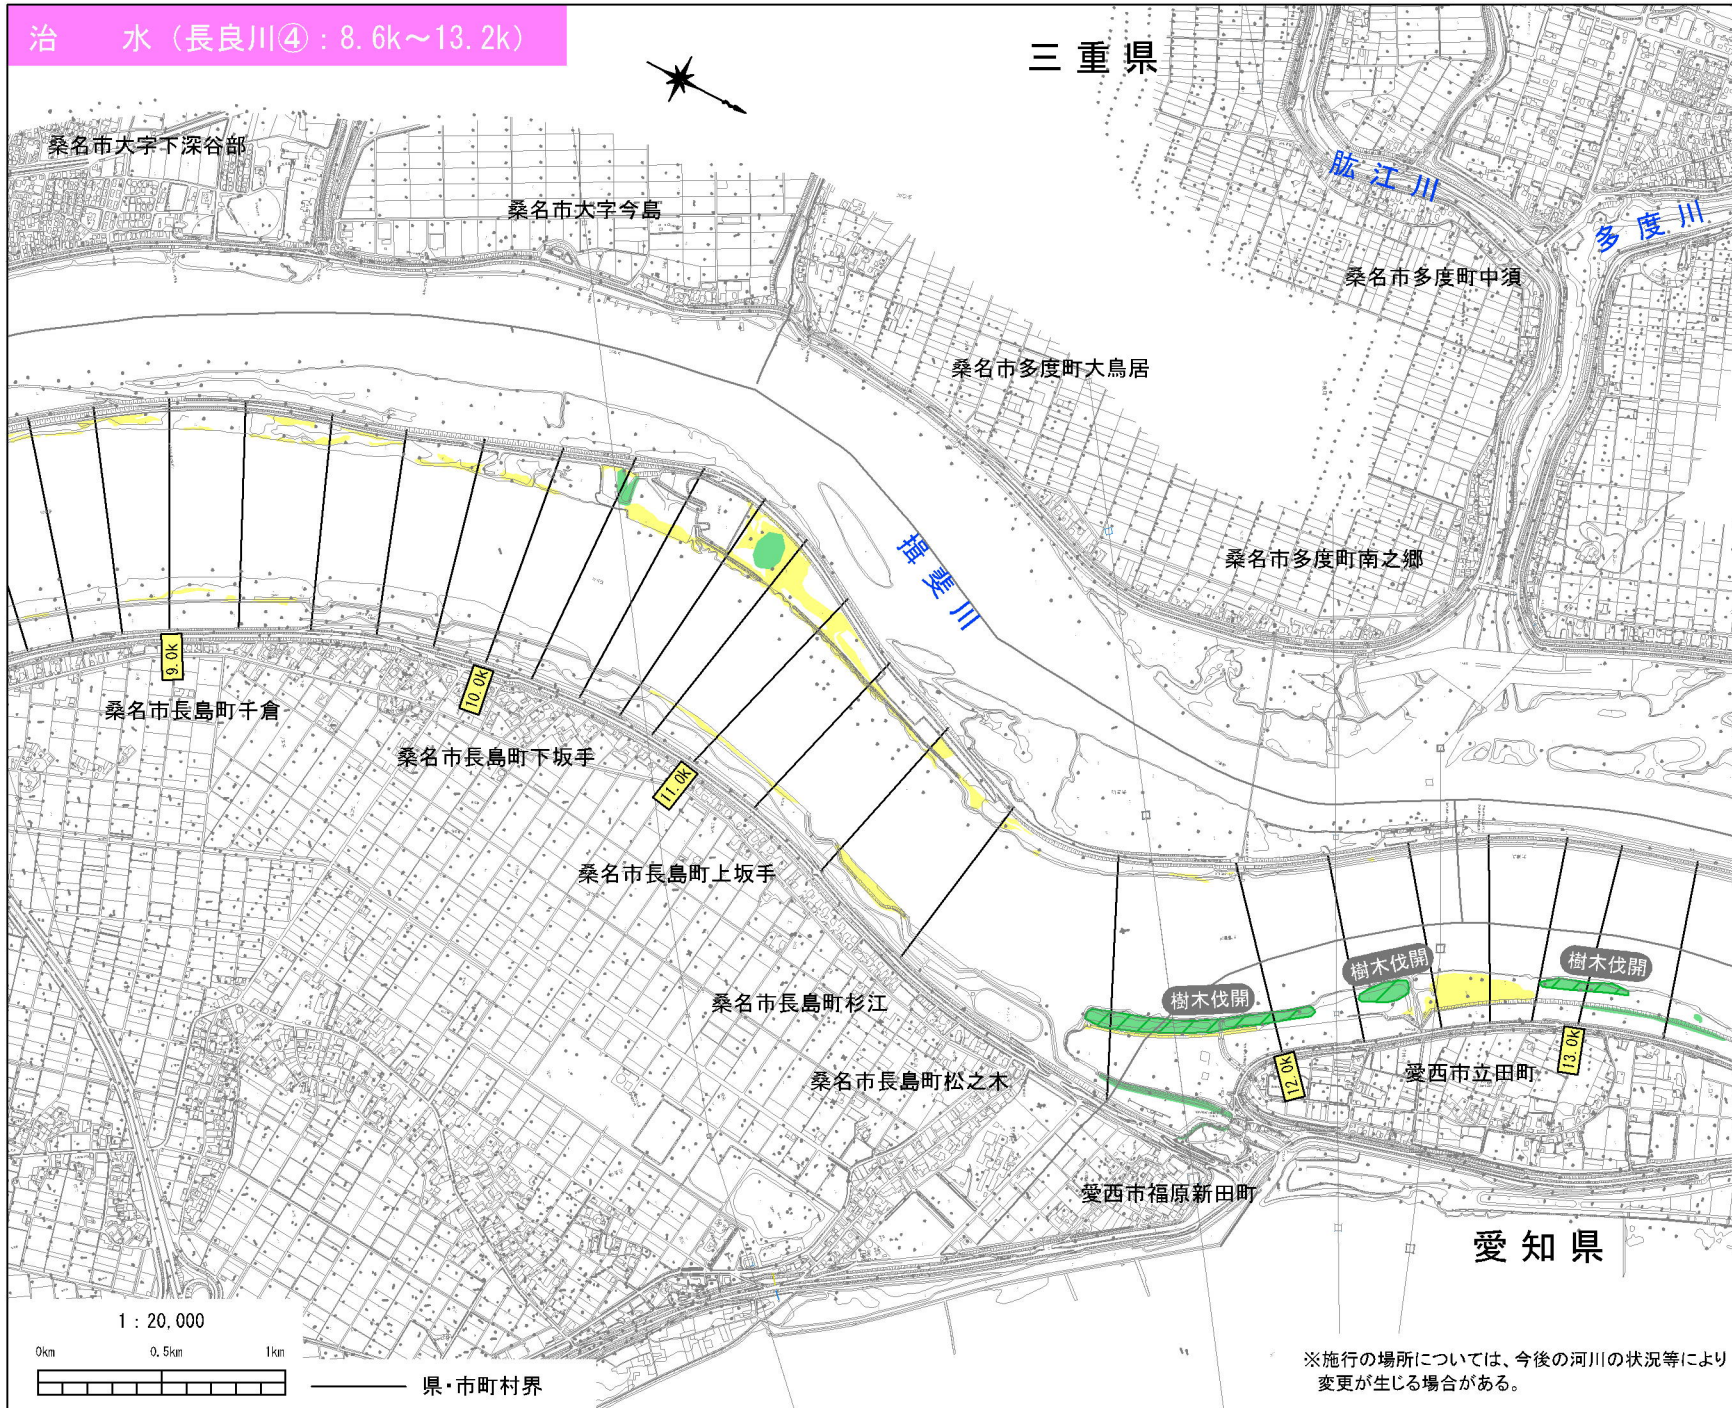 治　水（長良川④：8.6k～13.2k）
三重県
桑名市大字下深谷部
桑名市大字今島
肱江川
多度川
桑名市多度町中須
桑名市多度町大鳥居
揖斐川
桑名市多度町南之郷
9.0k
10.0k
桑名市長島町千倉
桑名市長島町下坂手
11.0k
桑名市長島町上坂手
樹木伐開
樹木伐開
樹木伐開
桑名市長島町杉江
桑名市長島町松之木
12.0k
愛西市立田町
13.0k
愛西市福原新田町
愛知県
1：20,000
0km 0.5km 1km
県・市町村界
※施行の場所については、今後の河川の状況等により
変更が生じる場合がある。